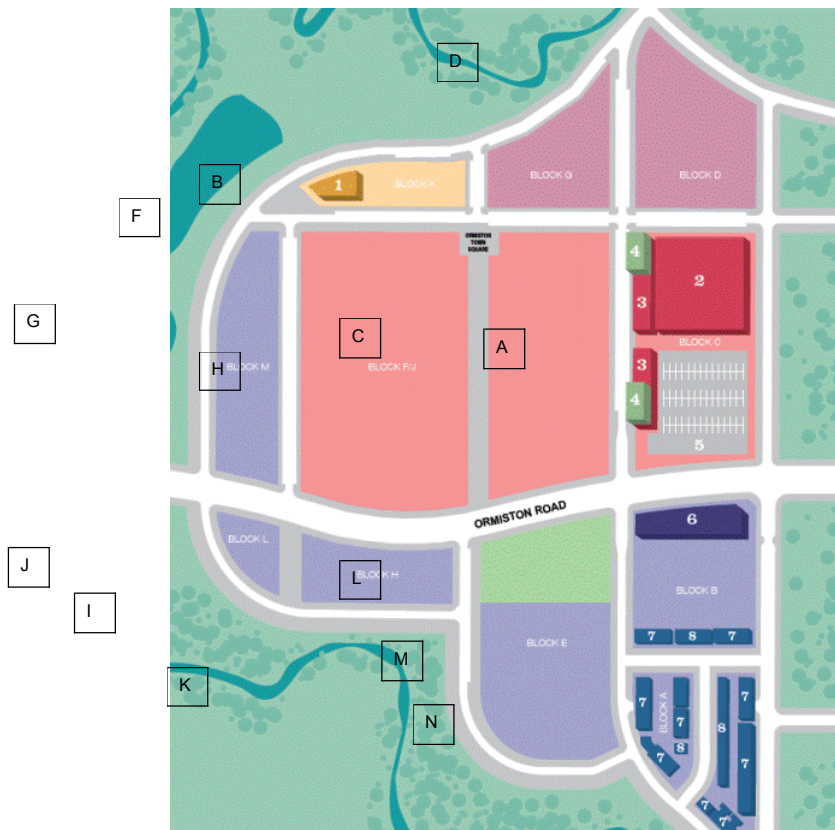 D
B
1
BLOCK K
BLOCK G
BLOCK D
F
ORMISTON
TOWN
SQUARE
4
2
3
G
C
A
BLOCK C
H
BLOCK M
BLOCK F/J
3
4
5
ORMISTON ROAD
6
BLOCK L
J
L
BLOCK H
BLOCK B
I
7
8
7
BLOCK E
M
K
N
7
BLOCK A
7
8
7
8
7
7
7
7